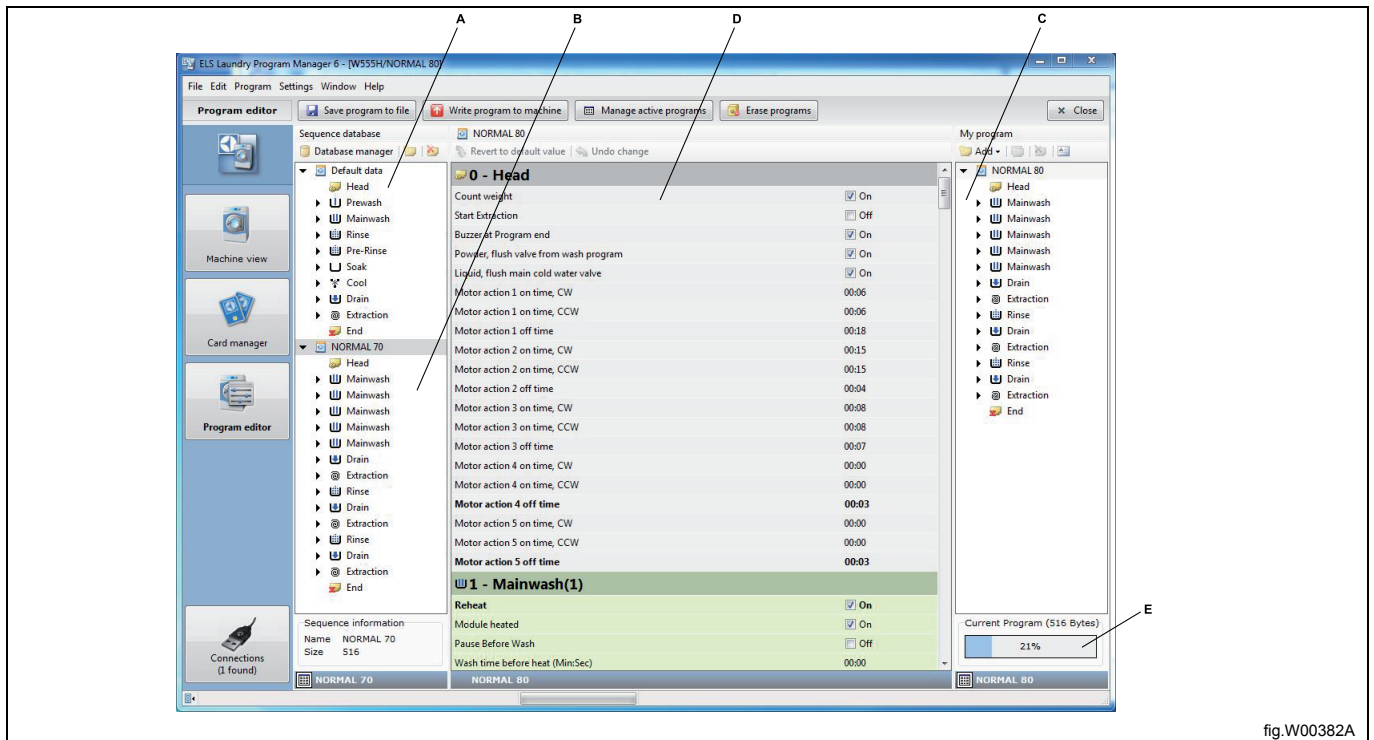 A
B
D
C
ELS Laundry Program Manager 6 - [W555H/NORMAL 80]
File Edit Program Settings Window Help
Program editor
Save program to file
Write program to machine
Manage active programs
Erase programs
× Close
Machine view
Card manager
Program editor
Connections
(1 found)
Sequence database
Database manager
Default data
Head
Prewash
Mainwash
Rinse
Pre-Rinse
Soak
Cool
Drain
Extraction
End
NORMAL 70
Head
Mainwash
Mainwash
Mainwash
Mainwash
Mainwash
Drain
Extraction
Rinse
Drain
Extraction
Rinse
Drain
Extraction
End
Sequence information
Name NORMAL 70
Size 516
NORMAL 70
NORMAL 80
Revert to default value
Undo change
0 - Head
Count weight On
Start Extraction Off
Buzzer at Program end On
Powder, flush valve from wash program On
Liquid, flush main cold water valve On
Motor action 1 on time, CW 00:06
Motor action 1 on time, CCW 00:06
Motor action 1 off time 00:18
Motor action 2 on time, CW 00:15
Motor action 2 on time, CCW 00:15
Motor action 2 off time 00:04
Motor action 3 on time, CW 00:08
Motor action 3 on time, CCW 00:08
Motor action 3 off time 00:07
Motor action 4 on time, CW 00:00
Motor action 4 on time, CCW 00:00
Motor action 4 off time 00:03
Motor action 5 on time, CW 00:00
Motor action 5 on time, CCW 00:00
Motor action 5 off time 00:03
1 - Mainwash(1)
Reheat On
Module heated On
Pause Before Wash Off
Wash time before heat (Min:Sec) 00:00
NORMAL 80
My program
Add
NORMAL 80
Head
Mainwash
Mainwash
Mainwash
Mainwash
Mainwash
Drain
Extraction
Rinse
Drain
Extraction
Rinse
Drain
Extraction
End
E
Current Program (516 Bytes)
21%
NORMAL 80
fig.W00382A